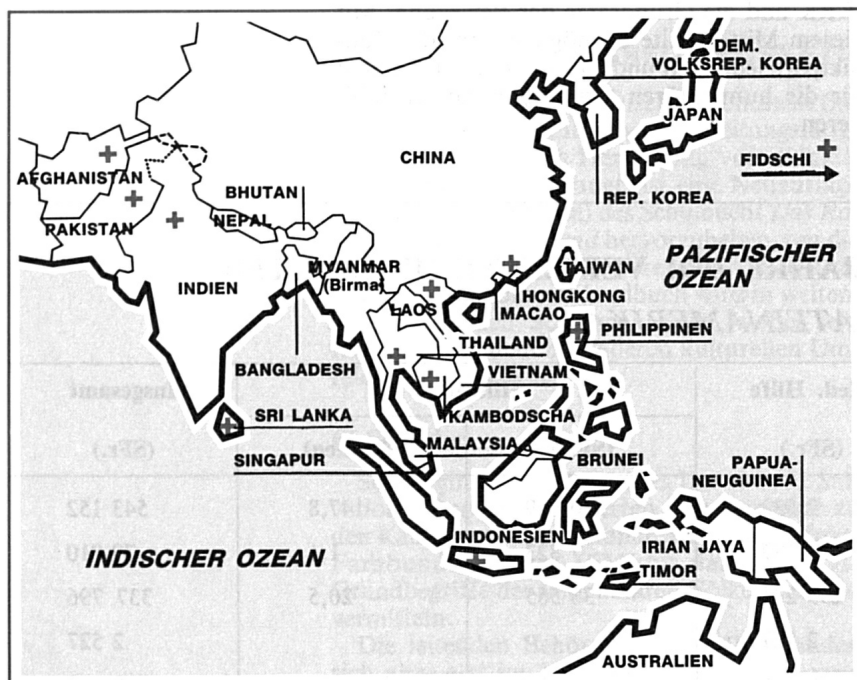 DEM.
VOLKSREP. KOREA
JAPAN
CHINA
FIDSCHI
AFGHANISTAN
BHUTAN
REP. KOREA
PAKISTAN
NEPAL
PAZIFISCHER
OZEAN
MYANMAR
(Birma)
TAIWAN
INDIEN
LAOS
HONGKONG
MACAO
PHILIPPINEN
THAILAND
BANGLADESH
VIETNAM
SRI LANKA
KAMBODSCHA
MALAYSIA
SINGAPUR
BRUNEI
PAPUA-
NEUGUINEA
INDONESIEN
IRIAN JAYA
INDISCHER OZEAN
TIMOR
AUSTRALIEN